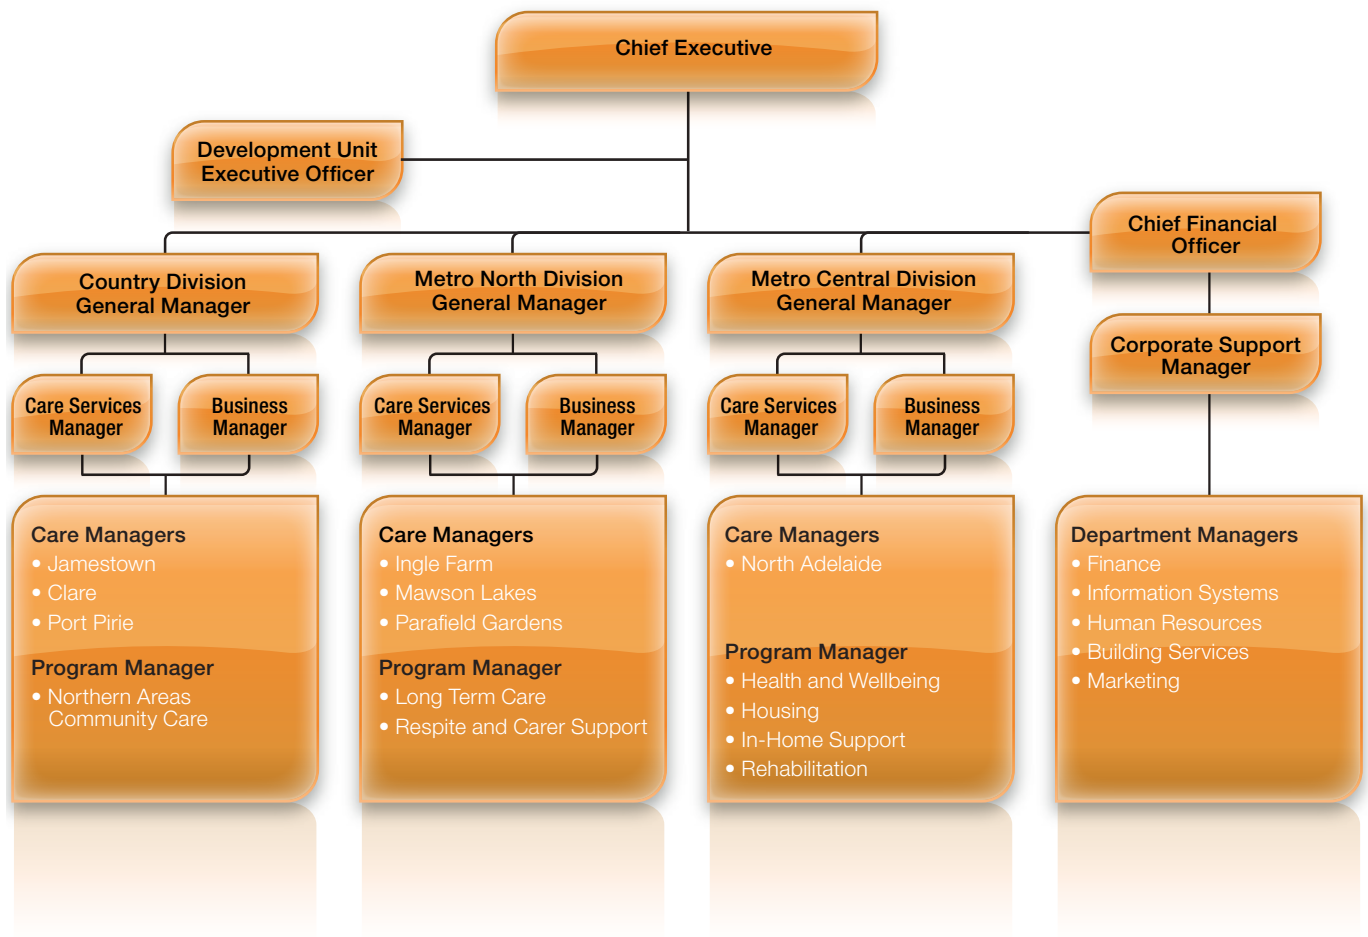 Chief Executive
Development Unit
Executive Officer
Chief Financial
Officer
Country Division
General Manager
Metro North Division
General Manager
Metro Central Division
General Manager
Corporate Support
Manager
Care Services
Manager
Business
Manager
Care Services
Manager
Business
Manager
Care Services
Manager
Business
Manager
Care Managers
• Jamestown
• Clare
• Port Pirie
Program Manager
• Northern Areas
Community Care
Care Managers
• Ingle Farm
• Mawson Lakes
• Parafield Gardens
Program Manager
• Long Term Care
• Respite and Carer Support
Care Managers
• North Adelaide
Program Manager
• Health and Wellbeing
• Housing
• In-Home Support
• Rehabilitation
Department Managers
• Finance
• Information Systems
• Human Resources
• Building Services
• Marketing